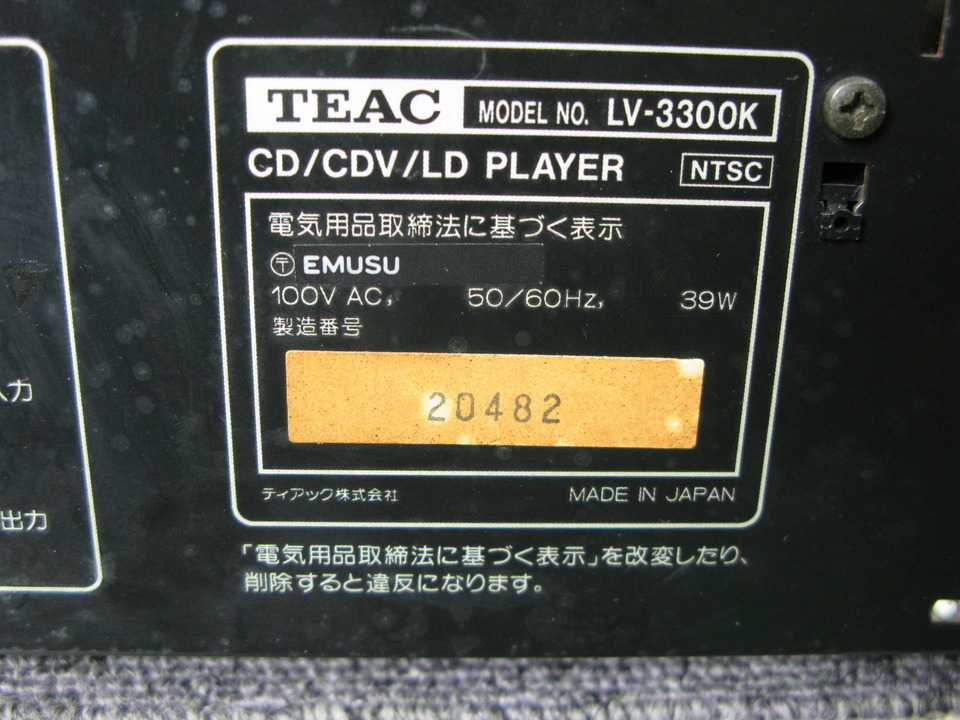 TEAC MODEL NO. LV-3300K
CD/CDV/LD PLAYER NTSC
電気用品取締法に基づく表示
〶 EMUSU
100V AC, 50/60Hz, 39W
製造番号
20482
ティアック株式会社 MADE IN JAPAN
「電気用品取締法に基づく表示」を改変したり、
削除すると違反になります。
入力
出力